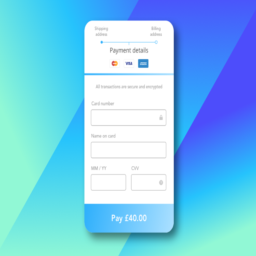 Shipping address
Billing address
Payment details
VISA
All transactions are secure and encrypted
Card number
Name on card
MM / YY
CVV
Pay £40.00